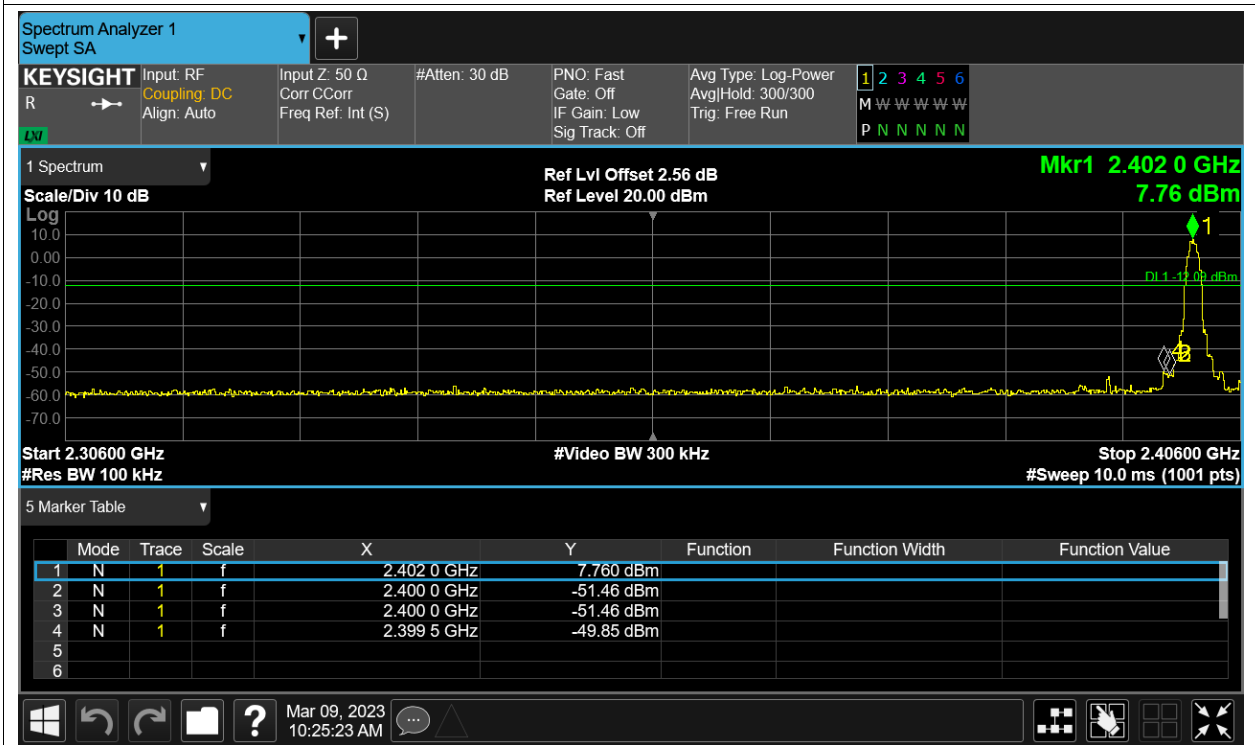 Spectrum Analyzer 1
Swept SA
KEYSIGHT Input: RF Input Z: 50 Ω #Atten: 30 dB PNO: Fast Avg Type: Log-Power 1 2 3 4 5 6
R Coupling: DC Corr CCorr Gate: Off Avg|Hold: 300/300 M W W W W W W
Align: Auto Freq Ref: Int (S) IF Gain: Low Trig: Free Run
LXI Sig Track: Off P N N N N N
1 Spectrum Ref Lvl Offset 2.56 dB Mkr1 2.402 0 GHz
Scale/Div 10 dB Ref Level 20.00 dBm 7.76 dBm
Log
1
10.0
0.00
-10.0 DL1 -12.09 dBm
-20.0
-30.0
-40.0
-50.0
-60.0
-70.0
Start 2.30600 GHz #Video BW 300 kHz Stop 2.40600 GHz
#Res BW 100 kHz #Sweep 10.0 ms (1001 pts)
5 Marker Table
Mode Trace Scale X Y Function Function Width Function Value
1 N 1 f 2.402 0 GHz 7.760 dBm
2 N 1 f 2.400 0 GHz -51.46 dBm
3 N 1 f 2.400 0 GHz -51.46 dBm
4 N 1 f 2.399 5 GHz -49.85 dBm
5
6
? Mar 09, 2023
10:25:23 AM